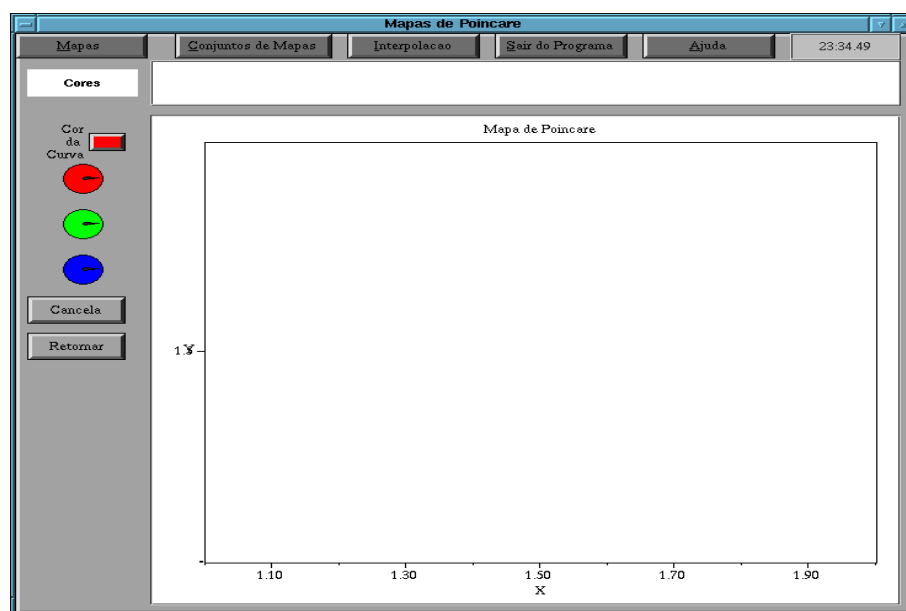 Mapas de Poincare
Mapas Conjuntos de Mapas Interpolacao Sair do Programa Ajuda 23:34.49
Cores
Cor
da
Curva
Cancela
Retornar
Mapa de Poincare
Y
1.10 1.30 1.50 1.70 1.90
X